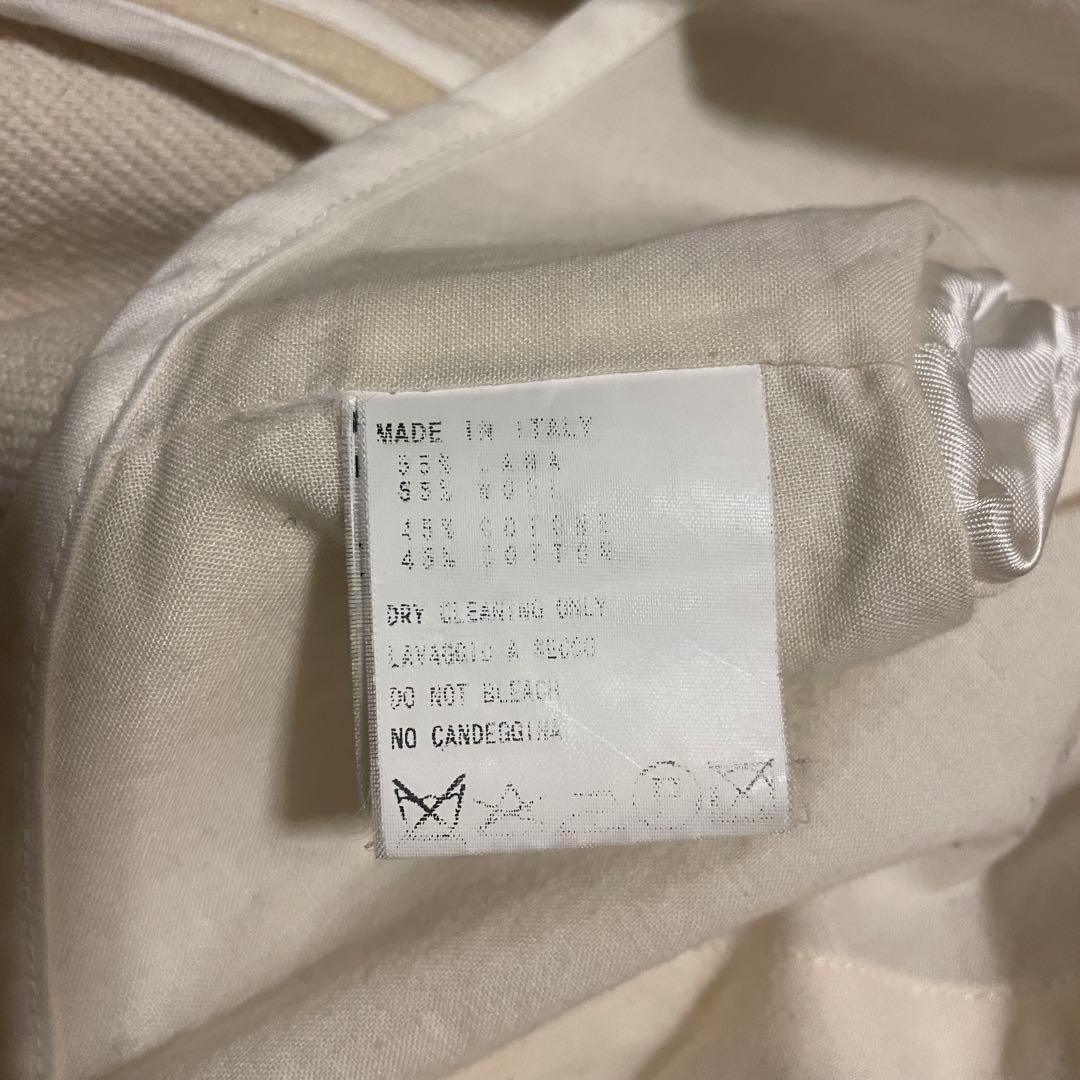 MADE IN ITALY
55% LANA
55% WOOL
45% COTONE
45% COTTON
DRY CLEANING ONLY
LAVAGGIO A SECCO
DO NOT BLEACH
NO CANDEGGINA
P